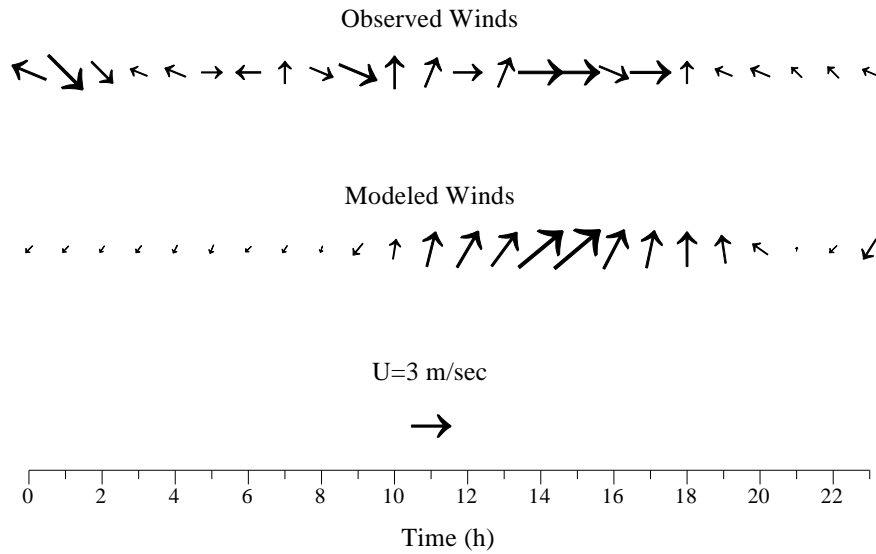 Observed Winds
Modeled Winds
U=3 m/sec
0 2 4 6 8 10 12 14 16 18 20 22
Time (h)